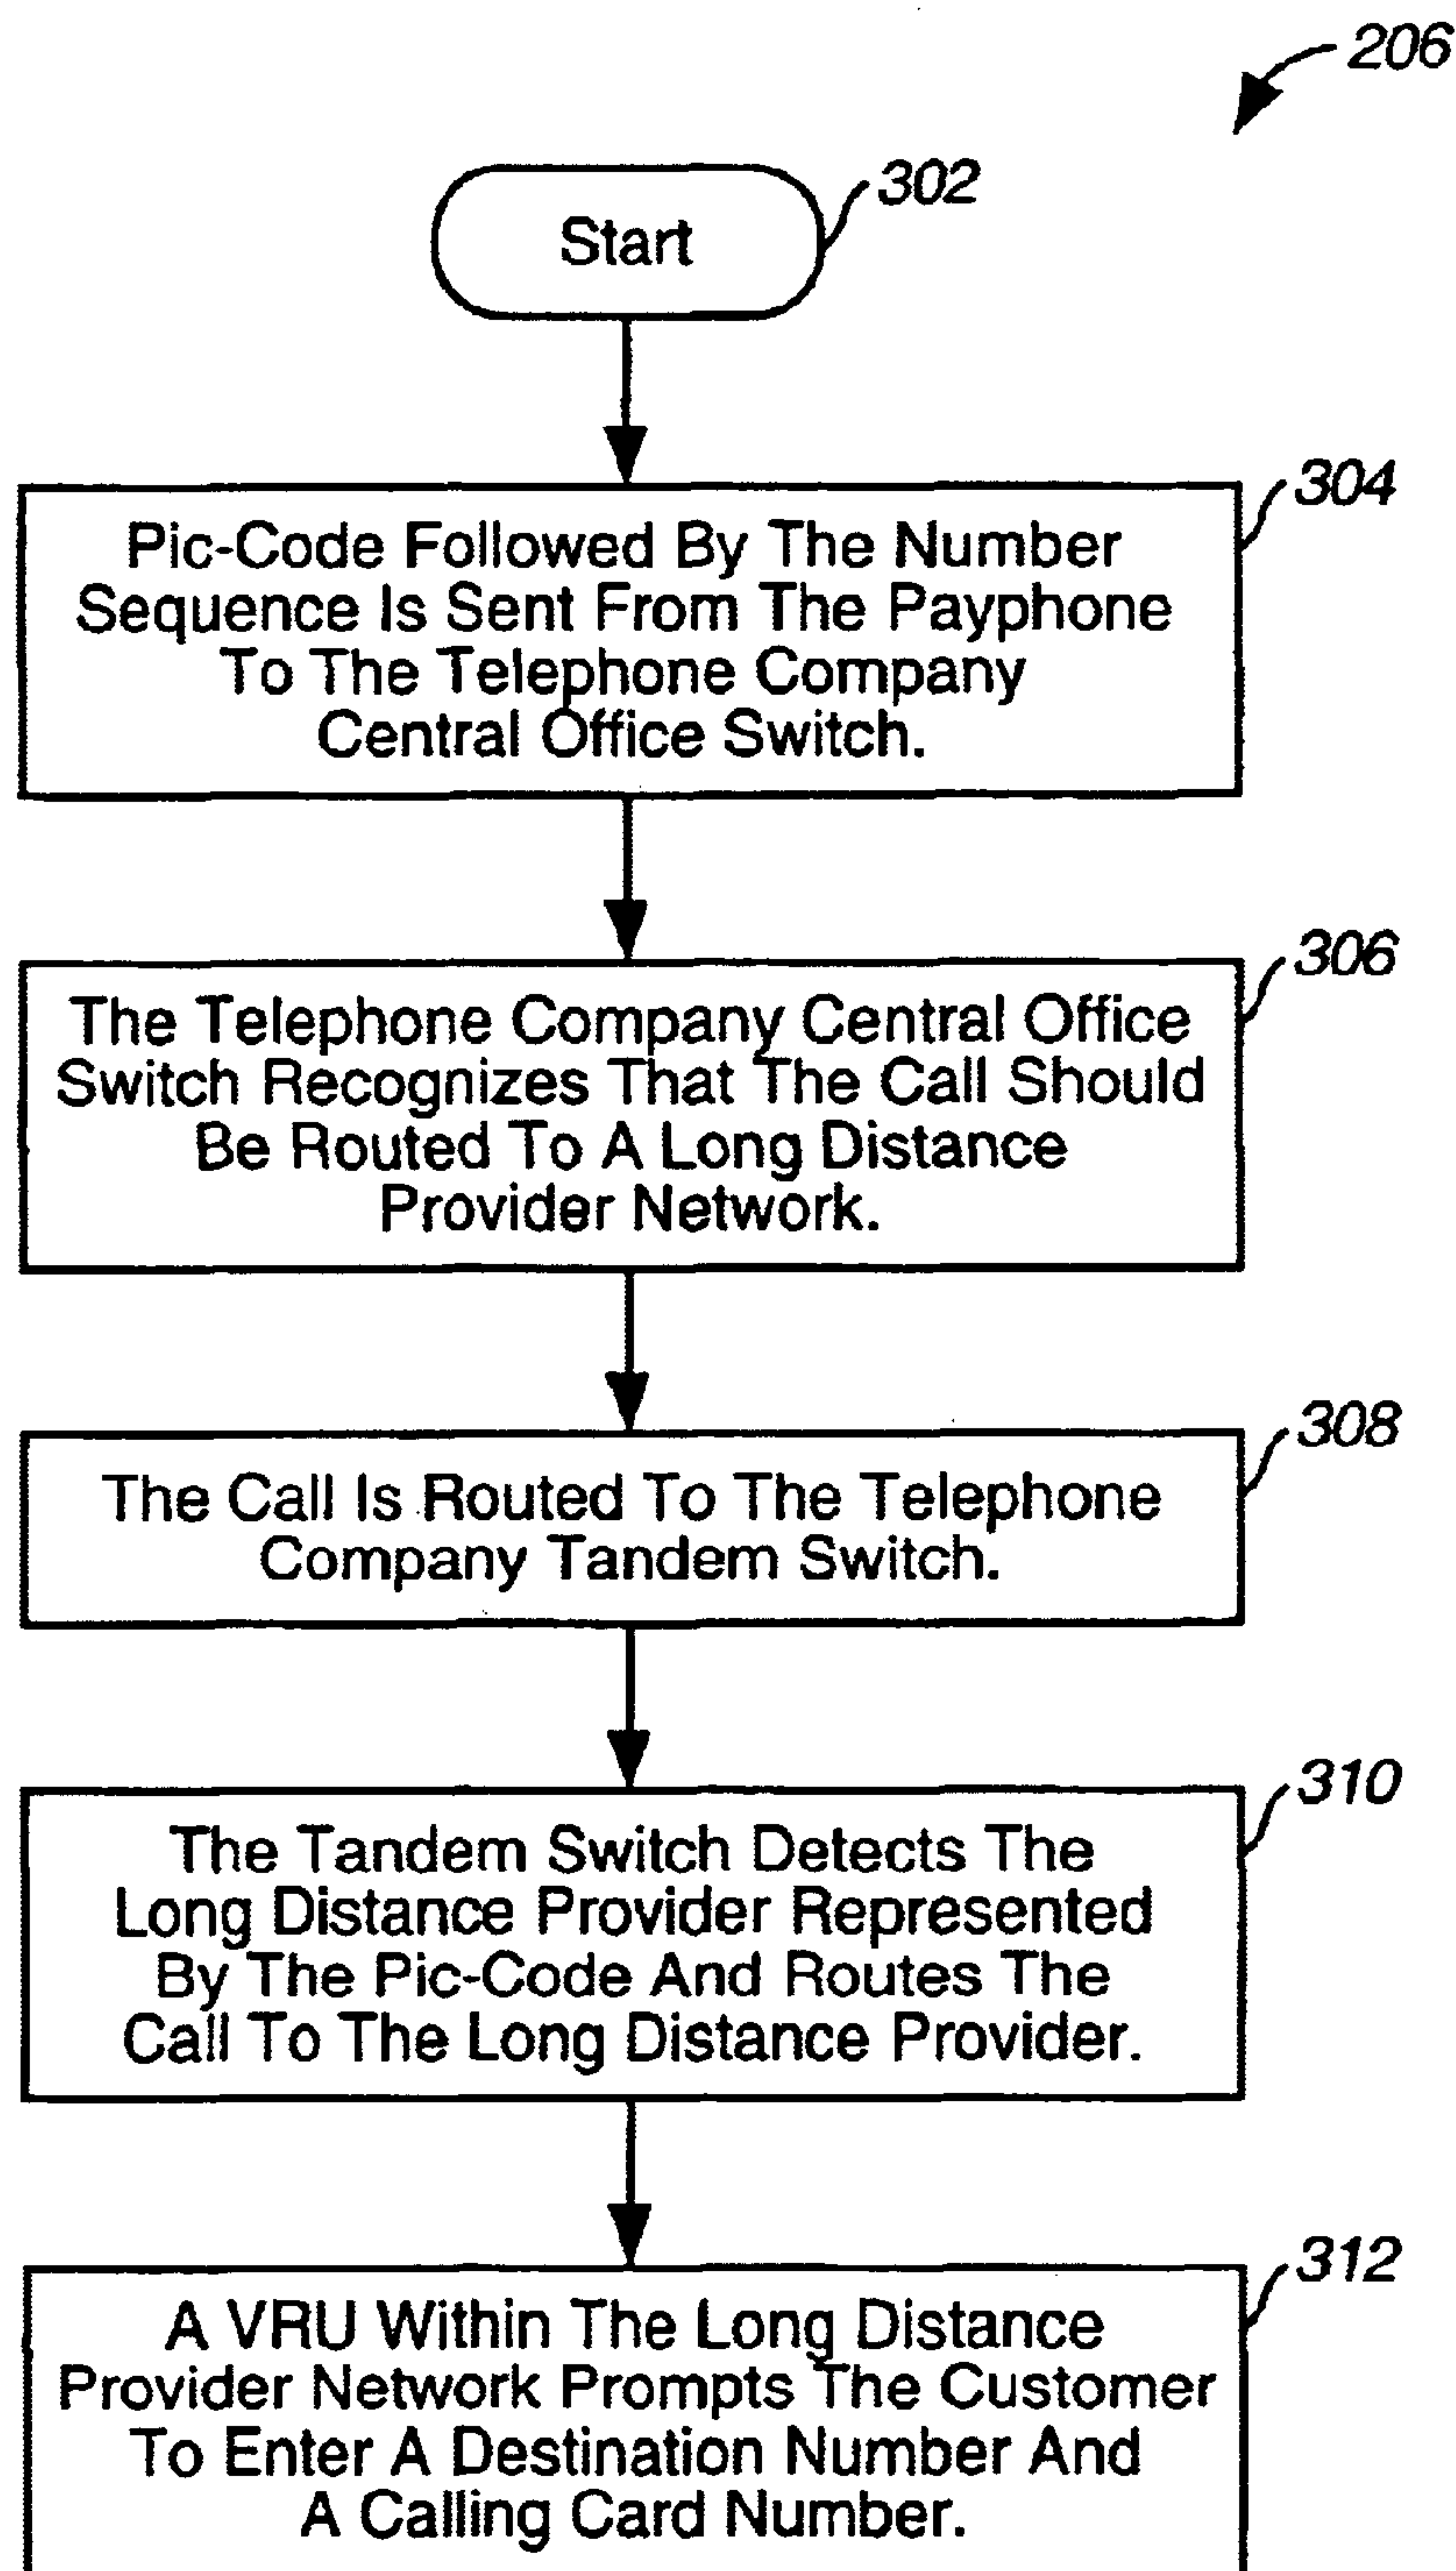 206
302
Start
304
Pic-Code Followed By The Number
Sequence Is Sent From The Payphone
To The Telephone Company
Central Office Switch.
306
The Telephone Company Central Office
Switch Recognizes That The Call Should
Be Routed To A Long Distance
Provider Network.
308
The Call Is Routed To The Telephone
Company Tandem Switch.
310
The Tandem Switch Detects The
Long Distance Provider Represented
By The Pic-Code And Routes The
Call To The Long Distance Provider.
312
A VRU Within The Long Distance
Provider Network Prompts The Customer
To Enter A Destination Number And
A Calling Card Number.